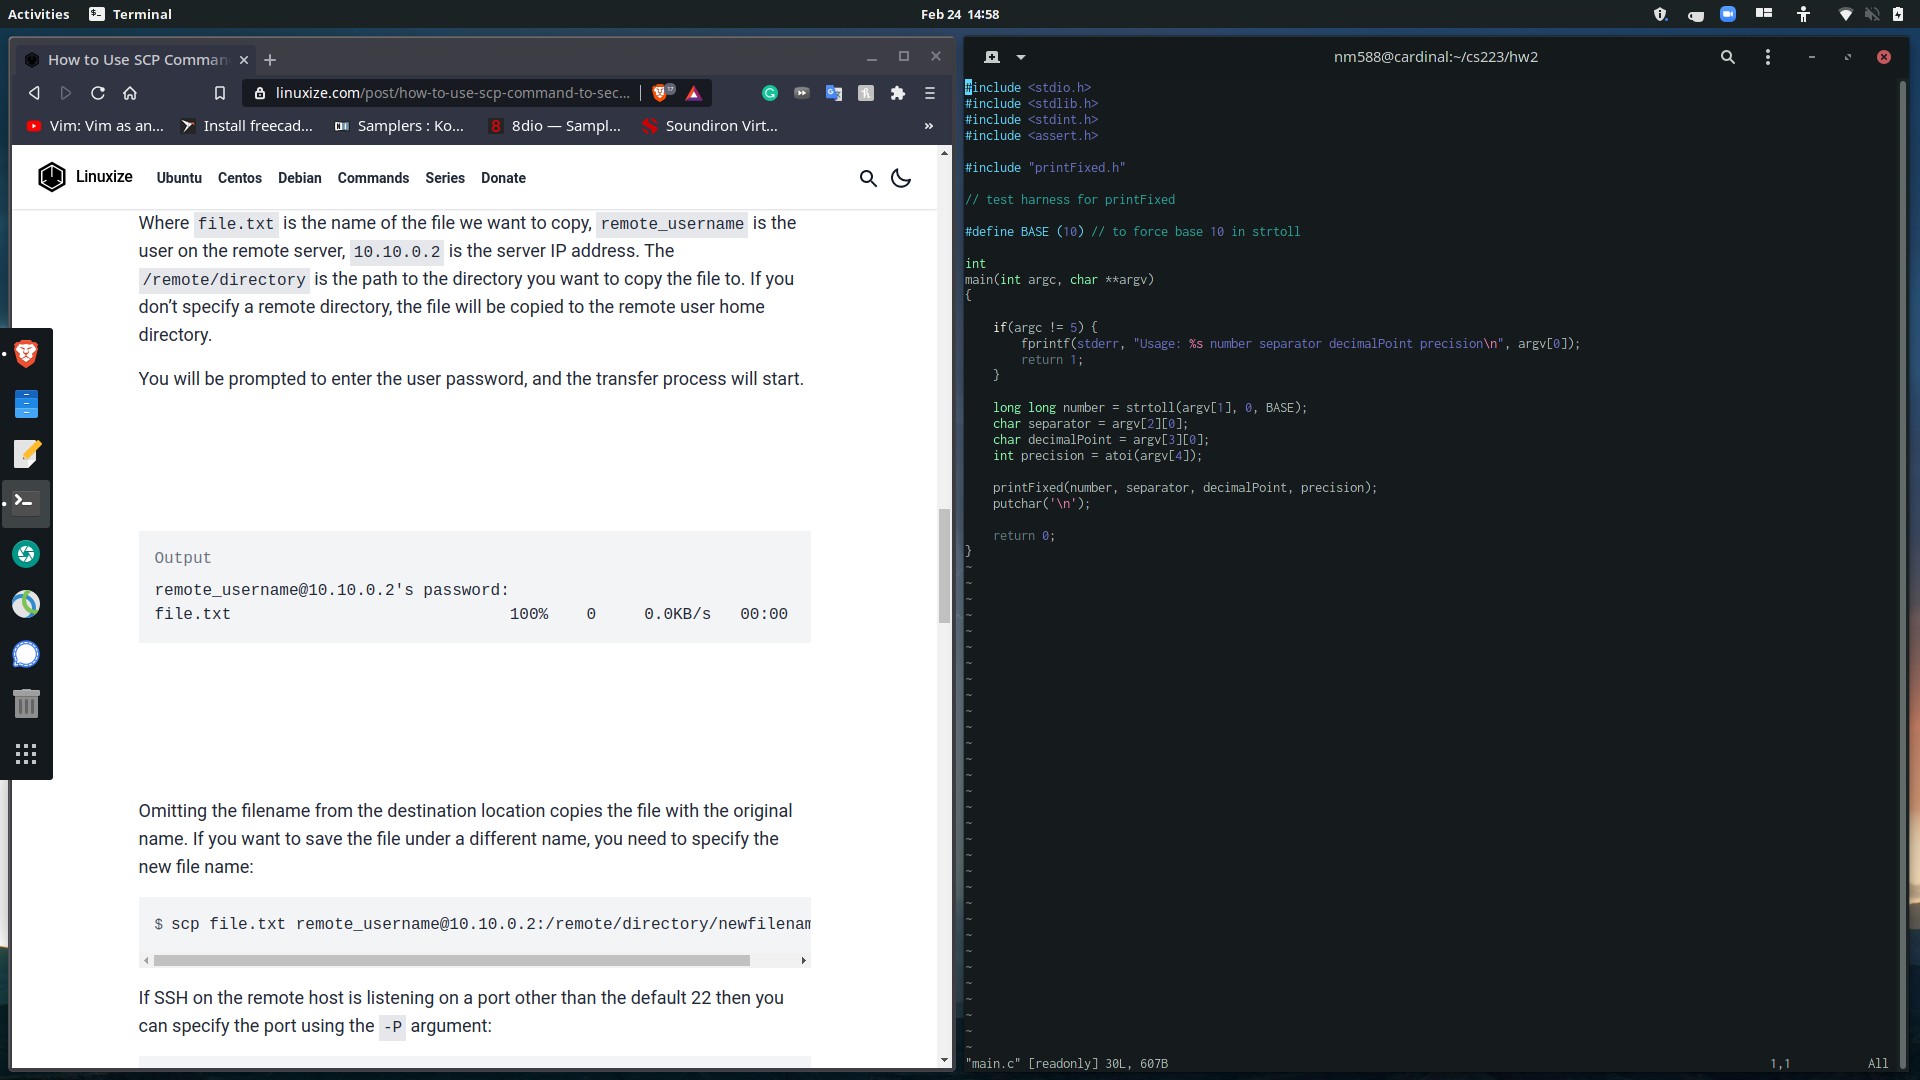 Activities Terminal Feb 24 14:58
How to Use SCP Comman
linuxize.com/post/how-to-use-scp-command-to-sec...
Vim: Vim as an... Install freecad... Samplers : Ko... 8dio — Sampl... Soundiron Virt... »
Linuxize Ubuntu Centos Debian Commands Series Donate
Where file.txt is the name of the file we want to copy, remote_username is the
user on the remote server, 10.10.0.2 is the server IP address. The
/remote/directory is the path to the directory you want to copy the file to. If you
don’t specify a remote directory, the file will be copied to the remote user home
directory.
You will be prompted to enter the user password, and the transfer process will start.
Output
remote_username@10.10.0.2's password:
file.txt 100% 0 0.0KB/s 00:00
Omitting the filename from the destination location copies the file with the original
name. If you want to save the file under a different name, you need to specify the
new file name:
$ scp file.txt remote_username@10.10.0.2:/remote/directory/newfilenam
If SSH on the remote host is listening on a port other than the default 22 then you
can specify the port using the -P argument:
nm588@cardinal:~/cs223/hw2
#include <stdio.h>
#include <stdlib.h>
#include <stdint.h>
#include <assert.h>
#include "printFixed.h"
// test harness for printFixed
#define BASE (10) // to force base 10 in strtoll
int
main(int argc, char **argv)
{
if(argc != 5) {
fprintf(stderr, "Usage: %s number separator decimalPoint precision\n", argv[0]);
return 1;
}
long long number = strtoll(argv[1], 0, BASE);
char separator = argv[2][0];
char decimalPoint = argv[3][0];
int precision = atoi(argv[4]);
printFixed(number, separator, decimalPoint, precision);
putchar('\n');
return 0;
}
"main.c" [readonly] 30L, 607B 1,1 All